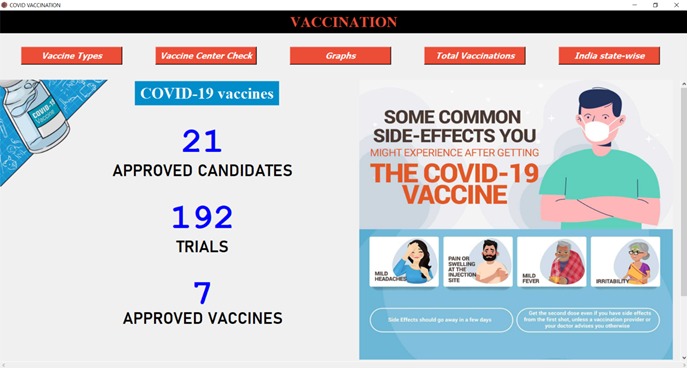 COVID VACCINATION
VACCINATION
Vaccine Types
Vaccine Center Check
Graphs
Total Vaccinations
India state-wise
COVID-19
Vaccine
COVID-19 vaccines
21
APPROVED CANDIDATES
192
TRIALS
7
APPROVED VACCINES
SOME COMMON
SIDE-EFFECTS YOU
MIGHT EXPERIENCE AFTER GETTING
THE COVID-19
VACCINE
MILD
HEADACHES
PAIN OR
SWELLING
AT THE
INJECTION
SITE
MILD
FEVER
IRRITABILITY
Side Effects should go away in a few days
Get the second dose even if you have side effects
from the first shot, unless a vaccination provider or
your doctor advises you otherwise